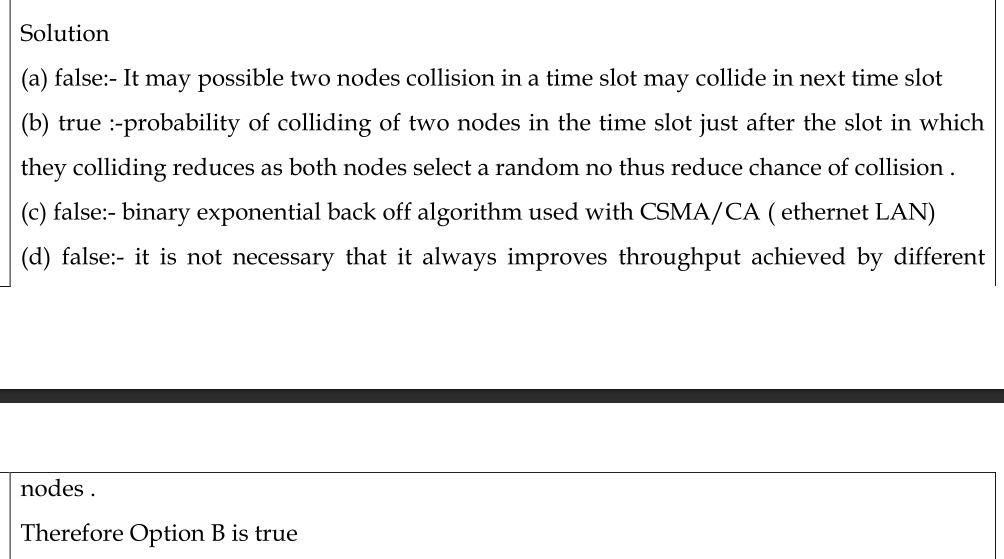 Solution
(a) false:- It may possible two nodes collision in a time slot may collide in next time slot
(b) true :-probability of colliding of two nodes in the time slot just after the slot in which
they colliding reduces as both nodes select a random no thus reduce chance of collision .
(c) false:- binary exponential back off algorithm used with CSMA/CA ( ethernet LAN)
(d) false:- it is not necessary that it always improves throughput achieved by different
nodes .
Therefore Option B is true